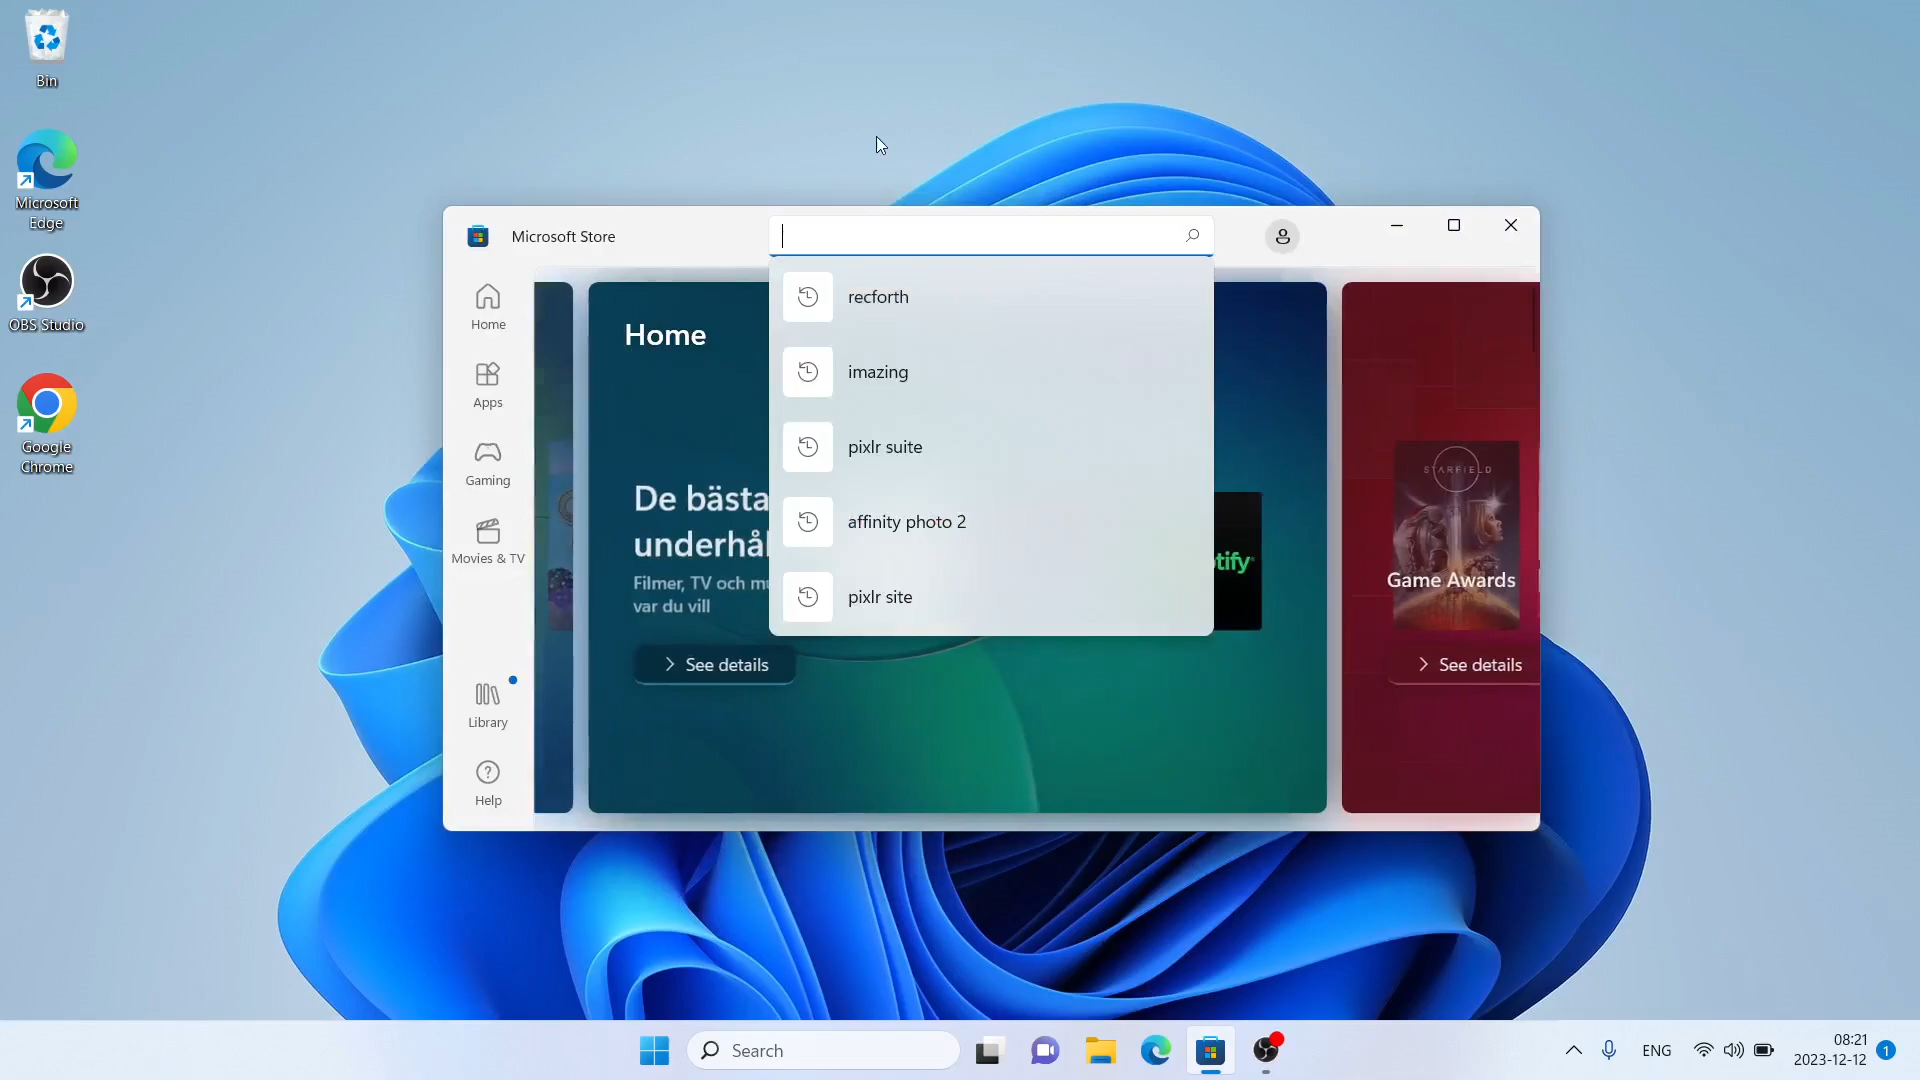 Bin
Microsoft
Edge
OBS Studio
Google
Chrome
Microsoft Store
Home
Apps
Gaming
Movies & TV
Library
Help
recforth
imazing
pixlr suite
affinity photo 2
pixlr site
Home
De bästa
underhål
Filmer, TV och mu
var du vill
See details
tify
STARFIELD
Game Awards
See details
Search
ENG
08:21
2023-12-12
1